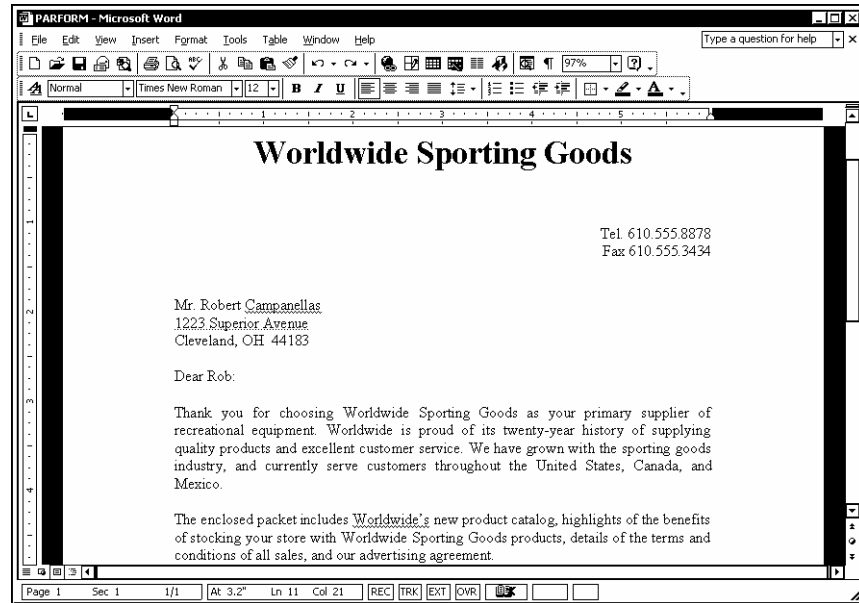 PARFORM - Microsoft Word
File Edit View Insert Format Tools Table Window Help
Type a question for help
97%
Normal Times New Roman 12 B I U
1 2 3 4 5
Worldwide Sporting Goods
Tel. 610.555.8878
Fax 610.555.3434
Mr. Robert Campanellas
1223 Superior Avenue
Cleveland, OH 44183
Dear Rob:
Thank you for choosing Worldwide Sporting Goods as your primary supplier of
recreational equipment. Worldwide is proud of its twenty-year history of supplying
quality products and excellent customer service. We have grown with the sporting goods
industry, and currently serve customers throughout the United States, Canada, and
Mexico.
The enclosed packet includes Worldwide's new product catalog, highlights of the benefits
of stocking your store with Worldwide Sporting Goods products, details of the terms and
conditions of all sales, and our advertising agreement.
Page 1 Sec 1 1/1 At 3.2" Ln 11 Col 21 REC TRK EXT OVR